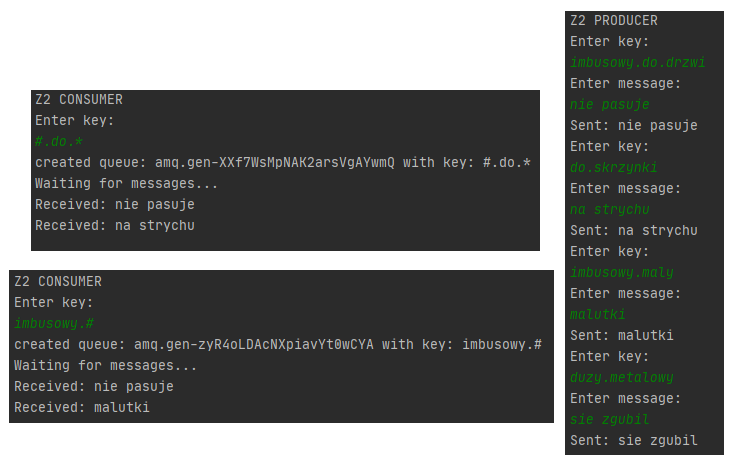 Z2 CONSUMER
Enter key:
#.do.*
created queue: amq.gen-XXf7WsMpNAK2arsVgAYwmQ with key: #.do.*
Waiting for messages...
Received: nie pasuje
Received: na strychu
Z2 CONSUMER
Enter key:
imbusowy.#
created queue: amq.gen-zyR4oLDAcNXpiavYt0wCYA with key: imbusowy.#
Waiting for messages...
Received: nie pasuje
Received: malutki
Z2 PRODUCER
Enter key:
imbusowy.do.drzwi
Enter message:
nie pasuje
Sent: nie pasuje
Enter key:
do.skrzynki
Enter message:
na strychu
Sent: na strychu
Enter key:
imbusowy.maly
Enter message:
malutki
Sent: malutki
Enter key:
duzy.metalowy
Enter message:
sie zgubil
Sent: sie zgubil